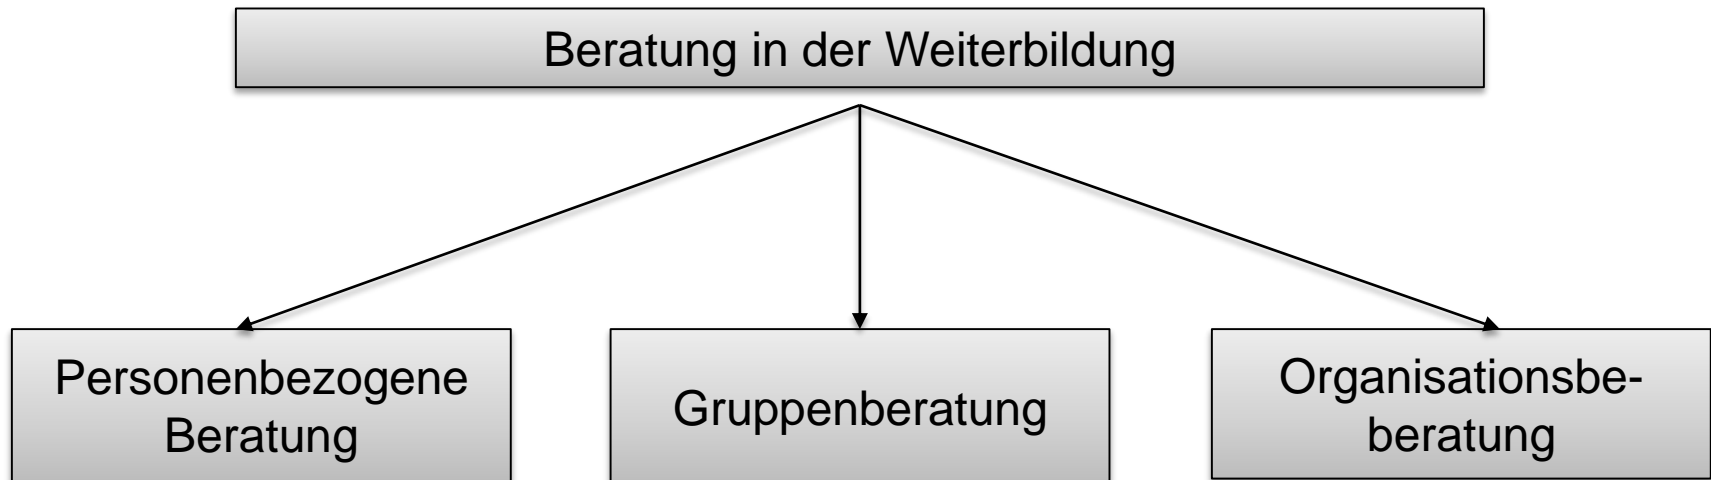 Beratung in der Weiterbildung
Personenbezogene
Beratung
Gruppenberatung
Organisationsbe-
beratung